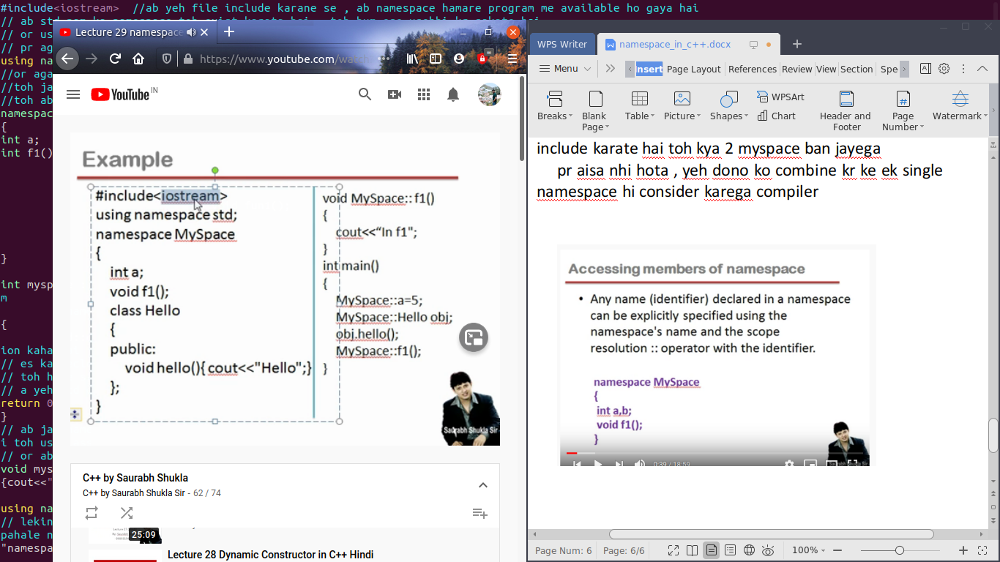 #include<iostream>  //ab yeh file include karane se , ab namespace hamare program me available ho gaya hai
// ab st
// or us
// pr ag
using na
//or aga
//toh ja
//toh ab
namespac
{
int a;
int f1()
}
int mysp
m
{
ion kaha
// es ka
// toh h
// a yeh
return 0
}
// ab ja
i toh us
// or ab
void mys
{cout<<"
using na
// lekin
pahale n
"namespa
Lecture 29 namespace
https://www.youtube.com/wat
YouTube IN
Example
#include<iostream>
using namespace std;
namespace MySpace
{
int a;
void f1();
class Hello
{
public:
void hello(){ cout<<"Hello";}
};
}
void MySpace:: f1()
{
cout<<“In f1";
}
int main()
{
MySpace::a=5;
MySpace::Hello obj;
obj.hello();
MySpace::f1();
}
Saurabh Shukla Sir
C++ by Saurabh Shukla
C++ by Saurabh Shukla Sir - 62 / 74
25:09
Lecture 28 Dynamic Constructor in C++ Hindi
WPS Writer
namespace_in_c++.docx
Menu
Insert
Page Layout
References
Review
View
Section
Spe
Breaks
Blank Page
Table
Picture
Shapes
WPSArt
Chart
Header and Footer
Page Number
Watermark
include karate hai toh kya 2 myspace ban jayega
pr aisa nhi hota , yeh dono ko combine kr ke ek single
namespace hi consider karega compiler
Accessing members of namespace
• Any name (identifier) declared in a namespace
can be explicitly specified using the
namespace's name and the scope
resolution :: operator with the identifier.
namespace MySpace
{
int a,b;
void f1();
}
Saurabh Shukla Sir
0:39 / 18:59
Page Num: 6
Page: 6/6
100%